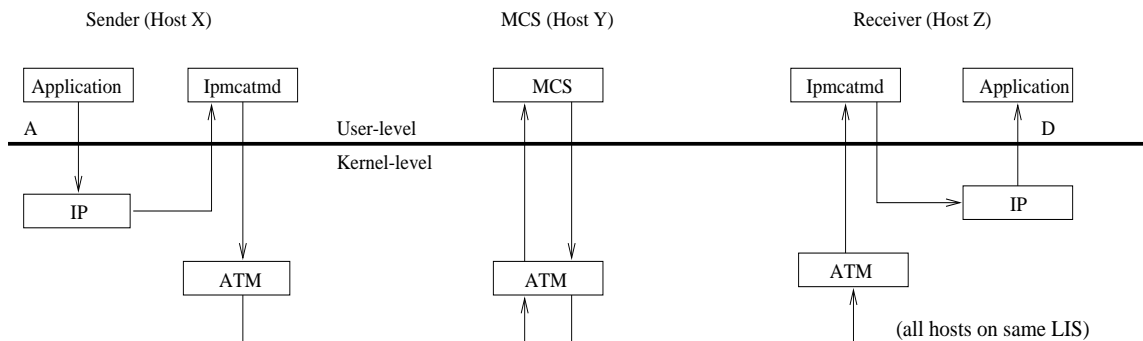 Sender (Host X)
MCS (Host Y)
Receiver (Host Z)
Application
Ipmcatmd
MCS
Ipmcatmd
Application
A
User-level
D
Kernel-level
IP
IP
ATM
ATM
ATM
(all hosts on same LIS)